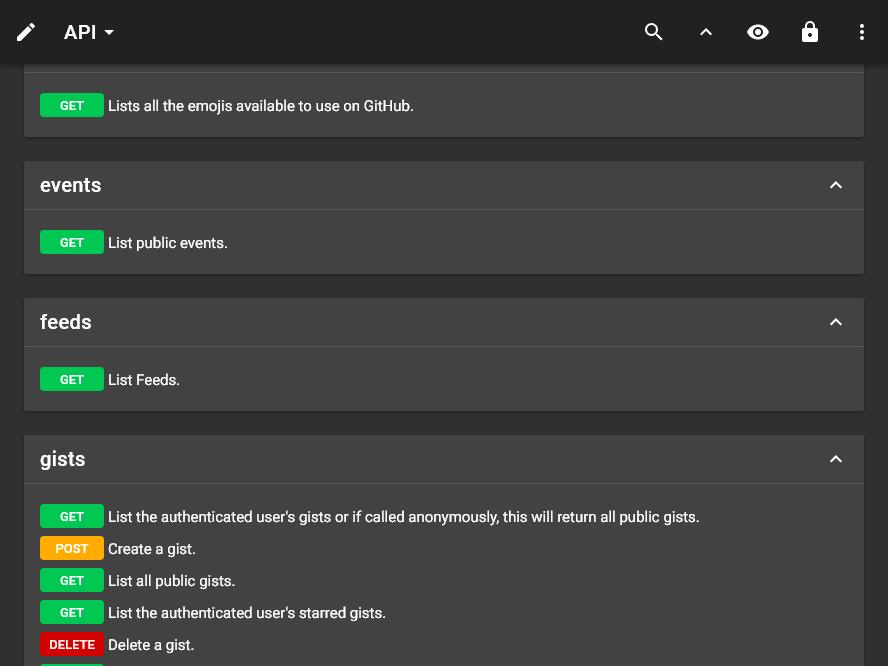 API
GET Lists all the emojis available to use on GitHub.
events
GET List public events.
feeds
GET List Feeds.
gists
GET List the authenticated user's gists or if called anonymously, this will return all public gists.
POST Create a gist.
GET List all public gists.
GET List the authenticated user's starred gists.
DELETE Delete a gist.